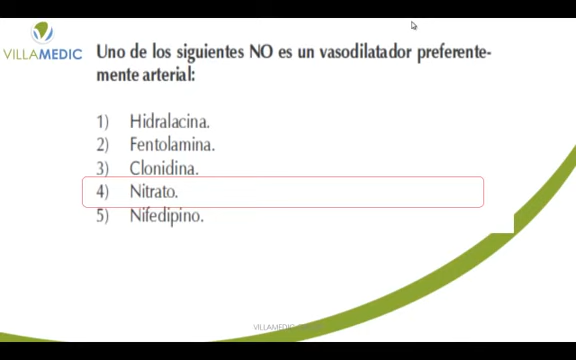 VILLAMEDIC
Uno de los siguientes NO es un vasodilatador preferente-
mente arterial:
1) Hidralacina.
2) Fentolamina.
3) Clonidina.
4) Nitrato.
5) Nifedipino.
VILLAMEDIC